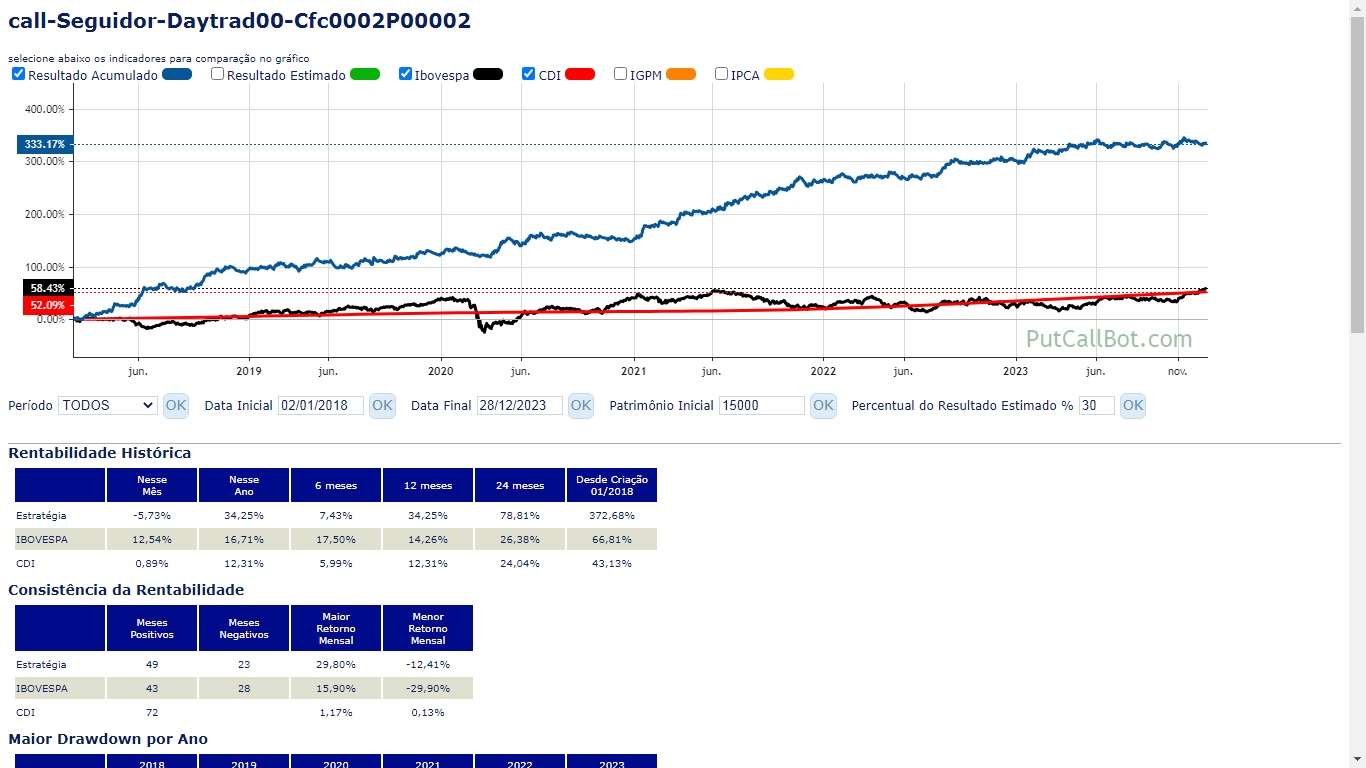 call-Seguidor-Daytrad00-Cfc0002P00002
selecione abaixo os indicadores para comparação no gráfico
Resultado Acumulado Resultado Estimado Ibovespa CDI IGPM IPCA
400.00%
333.17%
300.00%
200.00%
100.00%
58.43%
52.09%
0.00%
PutCallBot.com
jun. 2019 jun. 2020 jun. 2021 jun. 2022 jun. 2023 jun. nov.
Período TODOS OK Data Inicial 02/01/2018 OK Data Final 28/12/2023 OK Patrimônio Inicial 15000 OK Percentual do Resultado Estimado % 30 OK
Rentabilidade Histórica
Nesse Mês Nesse Ano 6 meses 12 meses 24 meses Desde Criação 01/2018
Estratégia -5,73% 34,25% 7,43% 34,25% 78,81% 372,68%
IBOVESPA 12,54% 16,71% 17,50% 14,26% 26,38% 66,81%
CDI 0,89% 12,31% 5,99% 12,31% 24,04% 43,13%
Consistência da Rentabilidade
Meses Positivos Meses Negativos Maior Retorno Mensal Menor Retorno Mensal
Estratégia 49 23 29,80% -12,41%
IBOVESPA 43 28 15,90% -29,90%
CDI 72 1,17% 0,13%
Maior Drawdown por Ano
2018 2019 2020 2021 2022 2023